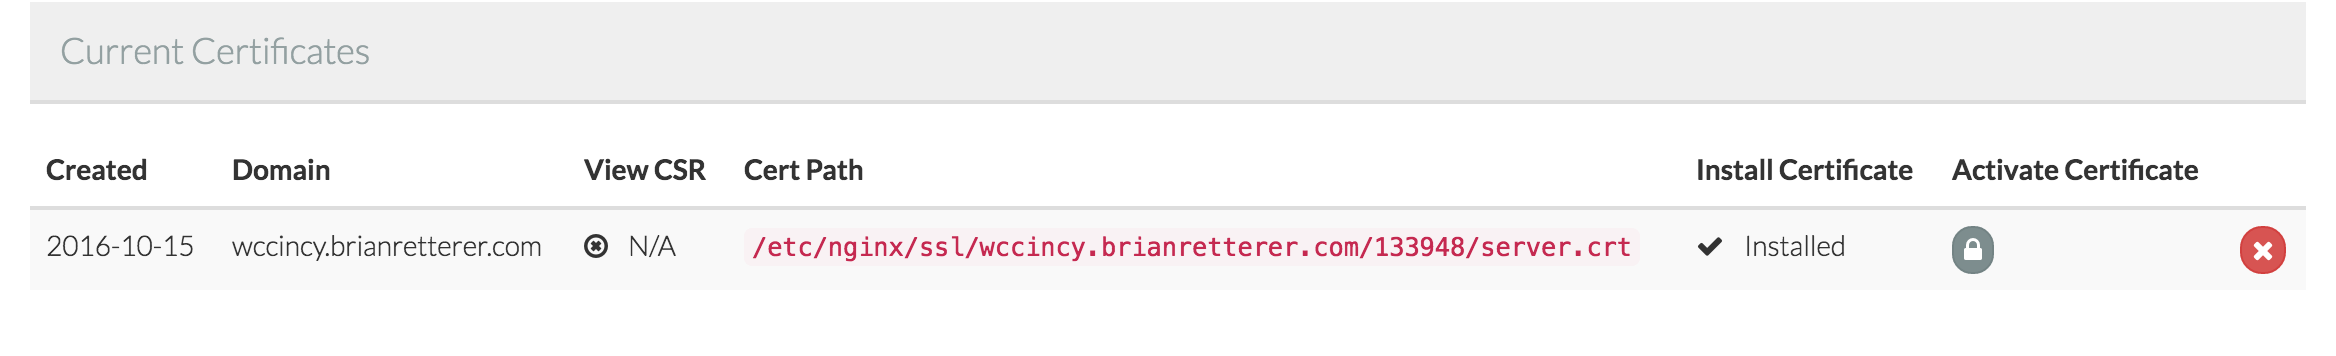 Current Certificates
Created Domain View CSR Cert Path Install Certificate Activate Certificate
2016-10-15 wccincy.brianretterer.com N/A /etc/nginx/ssl/wccincy.brianretterer.com/133948/server.crt Installed